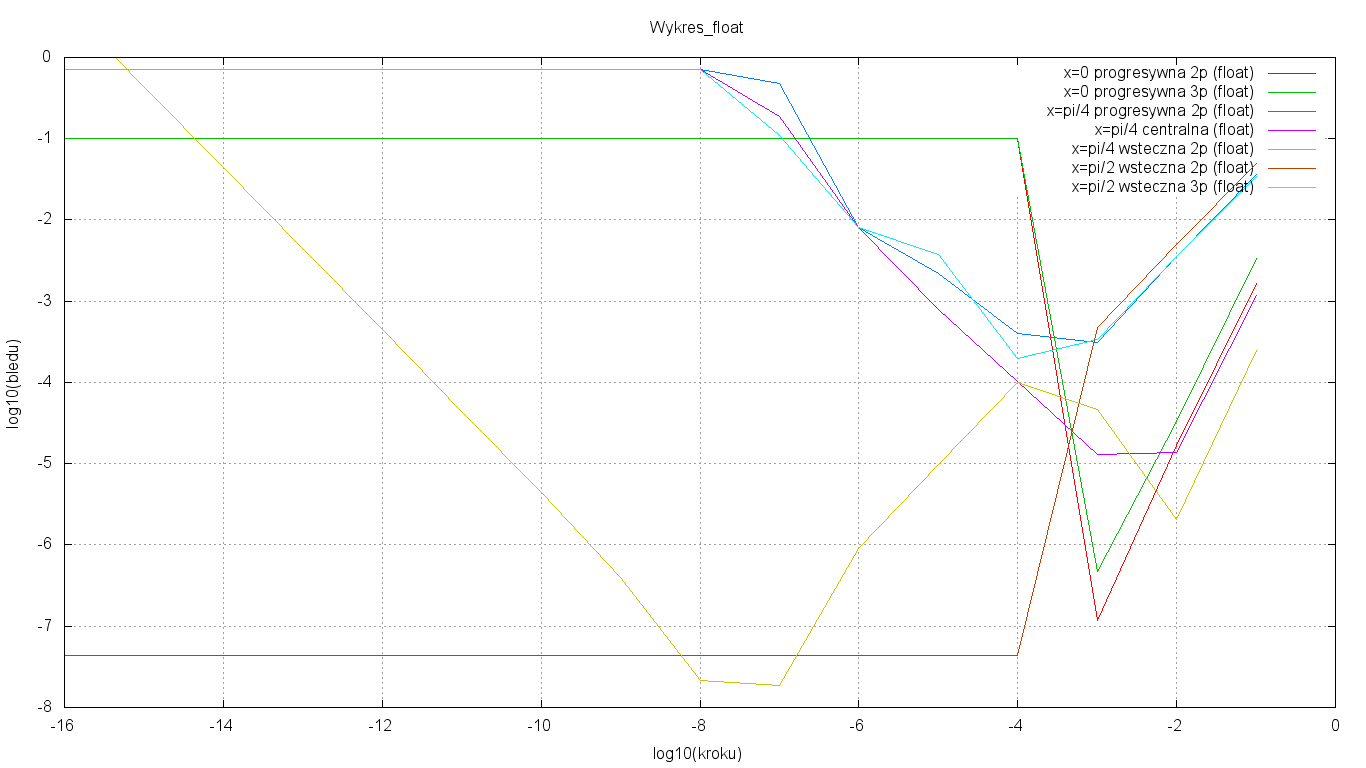 Wykres_float
x=0 progresywna 2p (float)
x=0 progresywna 3p (float)
x=pi/4 progresywna 2p (float)
x=pi/4 centralna (float)
x=pi/4 wsteczna 2p (float)
x=pi/2 wsteczna 2p (float)
x=pi/2 wsteczna 3p (float)
log10(bledu)
0
-1
-2
-3
-4
-5
-6
-7
-8
-16
-14
-12
-10
-8
-6
-4
-2
0
log10(kroku)